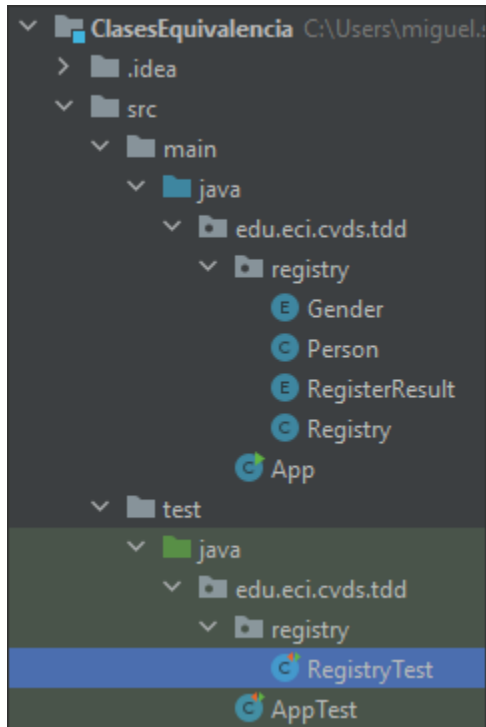 ClasesEquivalencia C:\Users\miguel.s
.idea
src
main
java
edu.eci.cvds.tdd
registry
E Gender
C Person
E RegisterResult
C Registry
C App
test
java
edu.eci.cvds.tdd
registry
C RegistryTest
C AppTest